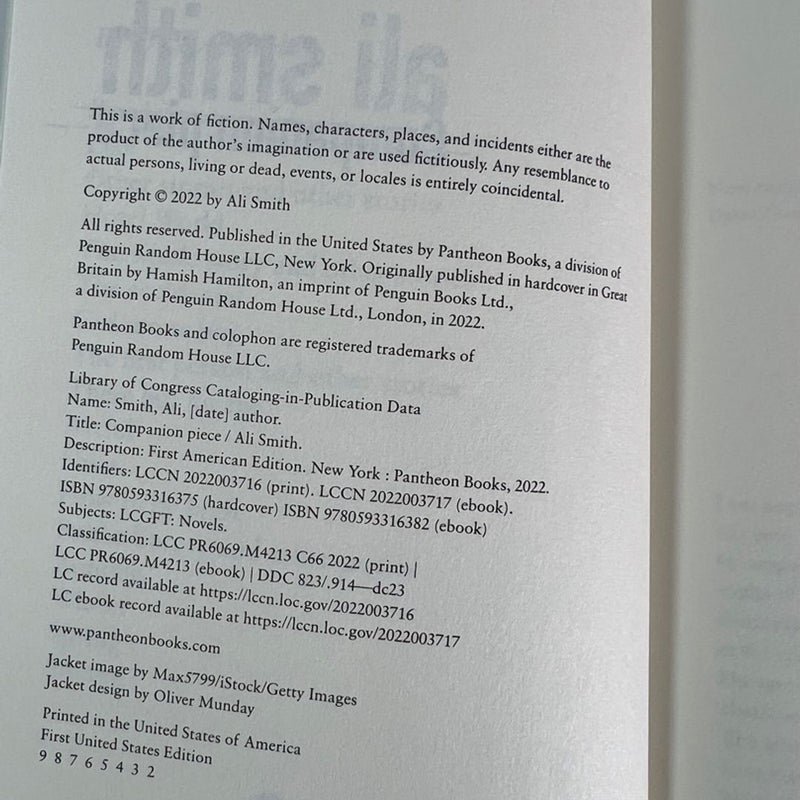 ali smith
This is a work of fiction. Names, characters, places, and incidents either are the
product of the author's imagination or are used fictitiously. Any resemblance to
actual persons, living or dead, events, or locales is entirely coincidental.
Copyright © 2022 by Ali Smith
All rights reserved. Published in the United States by Pantheon Books, a division of
Penguin Random House LLC, New York. Originally published in hardcover in Great
Britain by Hamish Hamilton, an imprint of Penguin Books Ltd.,
a division of Penguin Random House Ltd., London, in 2022.
Pantheon Books and colophon are registered trademarks of
Penguin Random House LLC.
Library of Congress Cataloging-in-Publication Data
Name: Smith, Ali, [date] author.
Title: Companion piece / Ali Smith.
Description: First American Edition. New York : Pantheon Books, 2022.
Identifiers: LCCN 2022003716 (print). LCCN 2022003717 (ebook).
ISBN 9780593316375 (hardcover) ISBN 9780593316382 (ebook)
Subjects: LCGFT: Novels.
Classification: LCC PR6069.M4213 C66 2022 (print) |
LCC PR6069.M4213 (ebook) | DDC 823/.914—dc23
LC record available at https://lccn.loc.gov/2022003716
LC ebook record available at https://lccn.loc.gov/2022003717
www.pantheonbooks.com
Jacket image by Max5799/iStock/Getty Images
Jacket design by Oliver Munday
Printed in the United States of America
First United States Edition
9 8 7 6 5 4 3 2